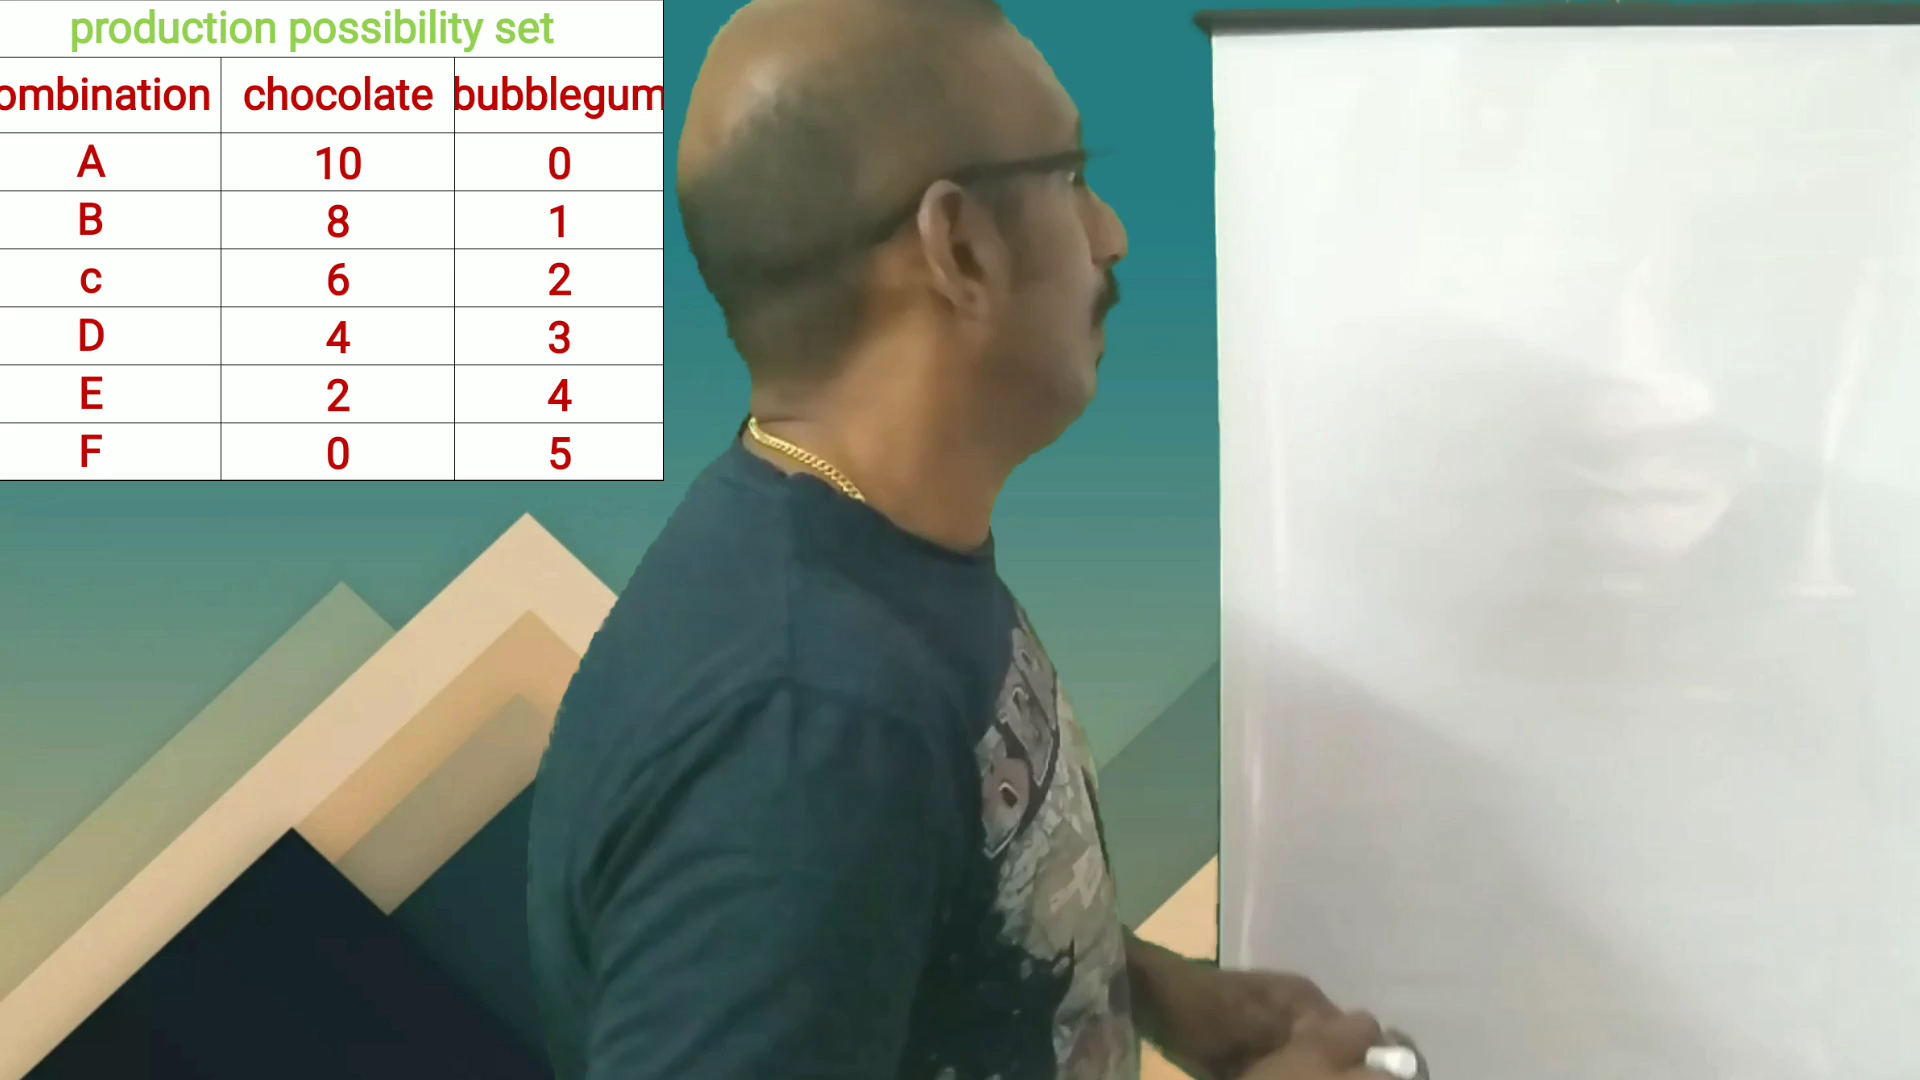 production possibility set
ombination chocolate bubblegum
A 10 0
B 8 1
c 6 2
D 4 3
E 2 4
F 0 5